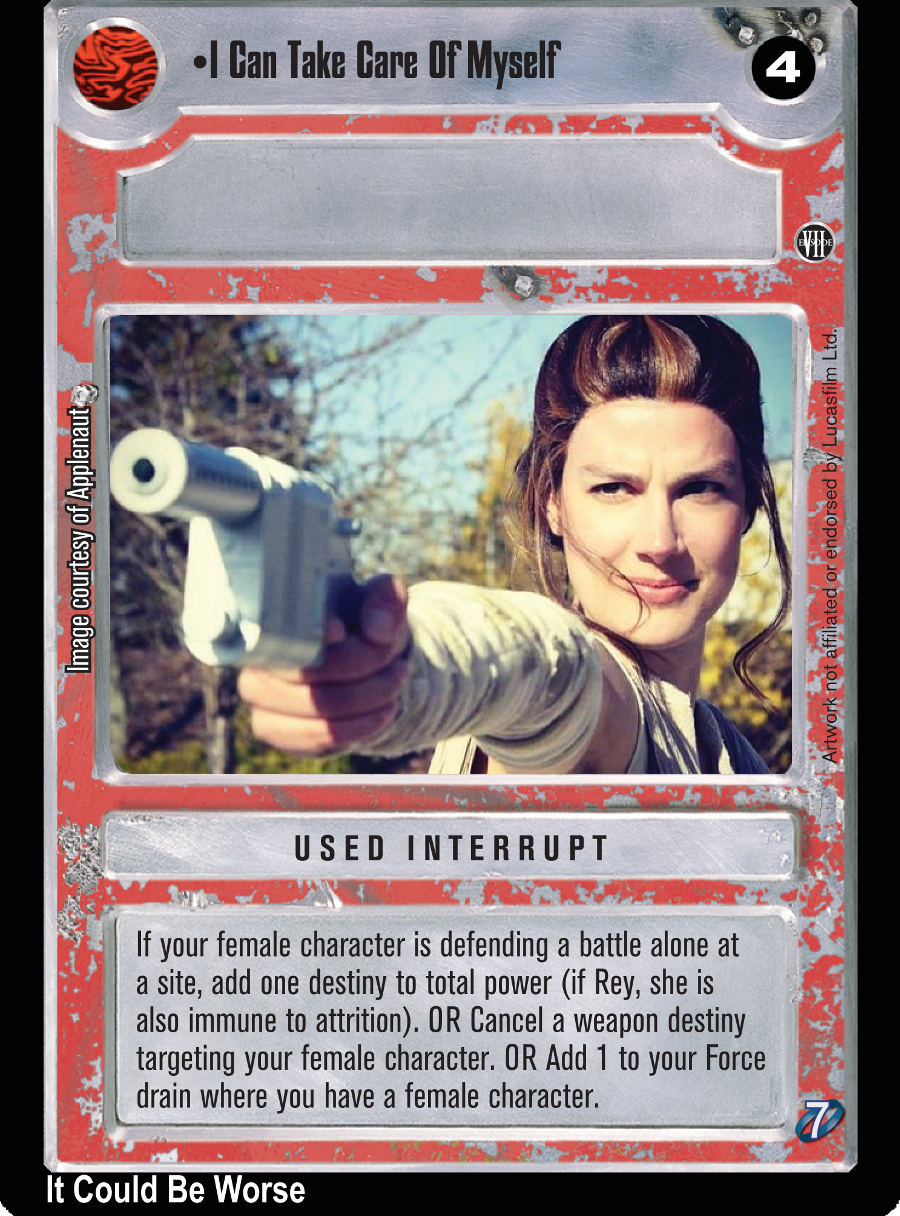 •I Can Take Care Of Myself
4
EPISODE
VII
Image courtesy of Applenaut
Artwork not affiliated or endorsed by Lucasfilm Ltd.
USED INTERRUPT
If your female character is defending a battle alone at
a site, add one destiny to total power (if Rey, she is
also immune to attrition). OR Cancel a weapon destiny
targeting your female character. OR Add 1 to your Force
drain where you have a female character.
7
It Could Be Worse